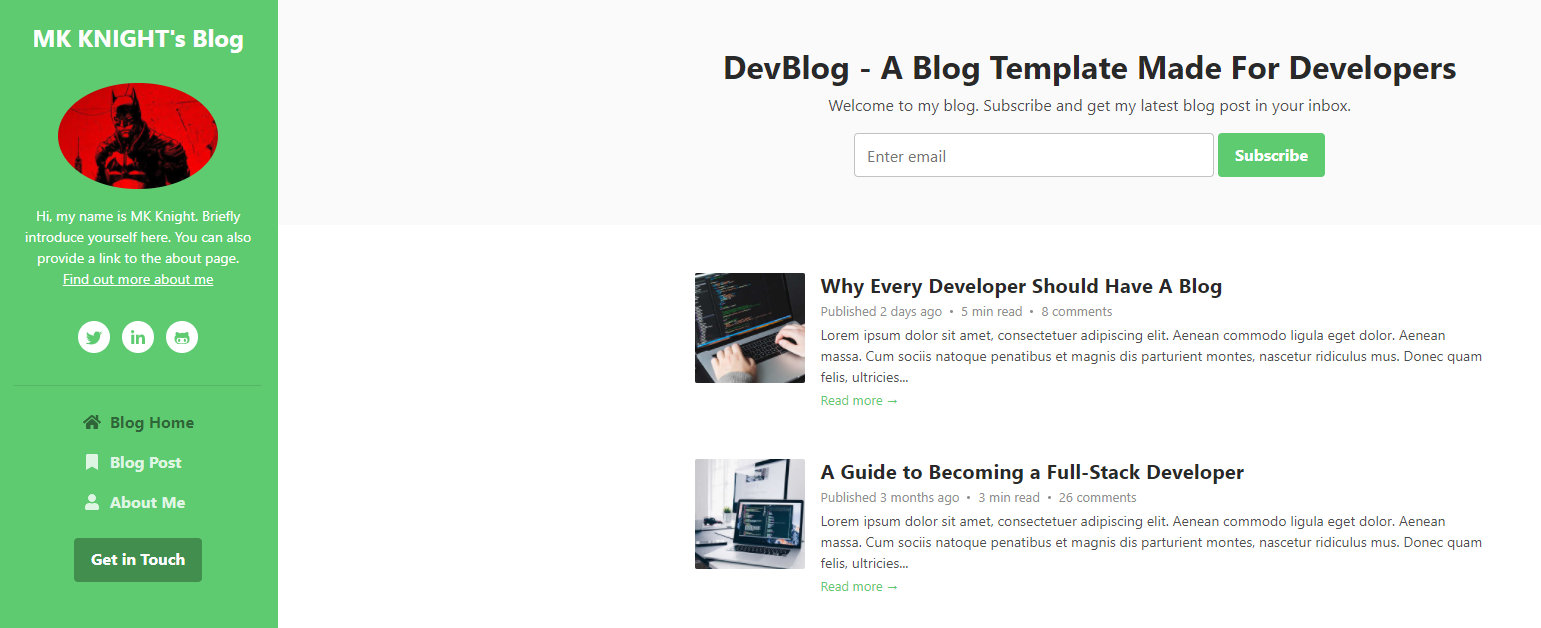 MK KNIGHT's Blog
Hi, my name is MK Knight. Briefly
introduce yourself here. You can also
provide a link to the about page.
Find out more about me
in
Blog Home
Blog Post
About Me
Get in Touch
DevBlog - A Blog Template Made For Developers
Welcome to my blog. Subscribe and get my latest blog post in your inbox.
Enter email
Subscribe
Why Every Developer Should Have A Blog
Published 2 days ago • 5 min read • 8 comments
Lorem ipsum dolor sit amet, consectetuer adipiscing elit. Aenean commodo ligula eget dolor. Aenean
massa. Cum sociis natoque penatibus et magnis dis parturient montes, nascetur ridiculus mus. Donec quam
felis, ultricies...
Read more →
A Guide to Becoming a Full-Stack Developer
Published 3 months ago • 3 min read • 26 comments
Lorem ipsum dolor sit amet, consectetuer adipiscing elit. Aenean commodo ligula eget dolor. Aenean
massa. Cum sociis natoque penatibus et magnis dis parturient montes, nascetur ridiculus mus. Donec quam
felis, ultricies...
Read more →